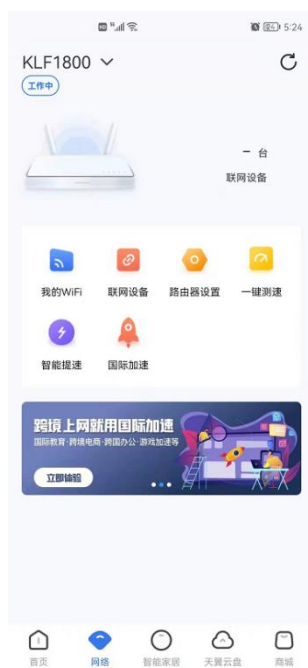 5:24
KLF1800
工作中
- 台
联网设备
我的WiFi
联网设备
路由器设置
一键测速
智能提速
国际加速
跨境上网就用国际加速
国际教育·跨境电商·跨国办公·游戏加速等
立即体验
首页
网络
智能家居
天翼云盘
商城